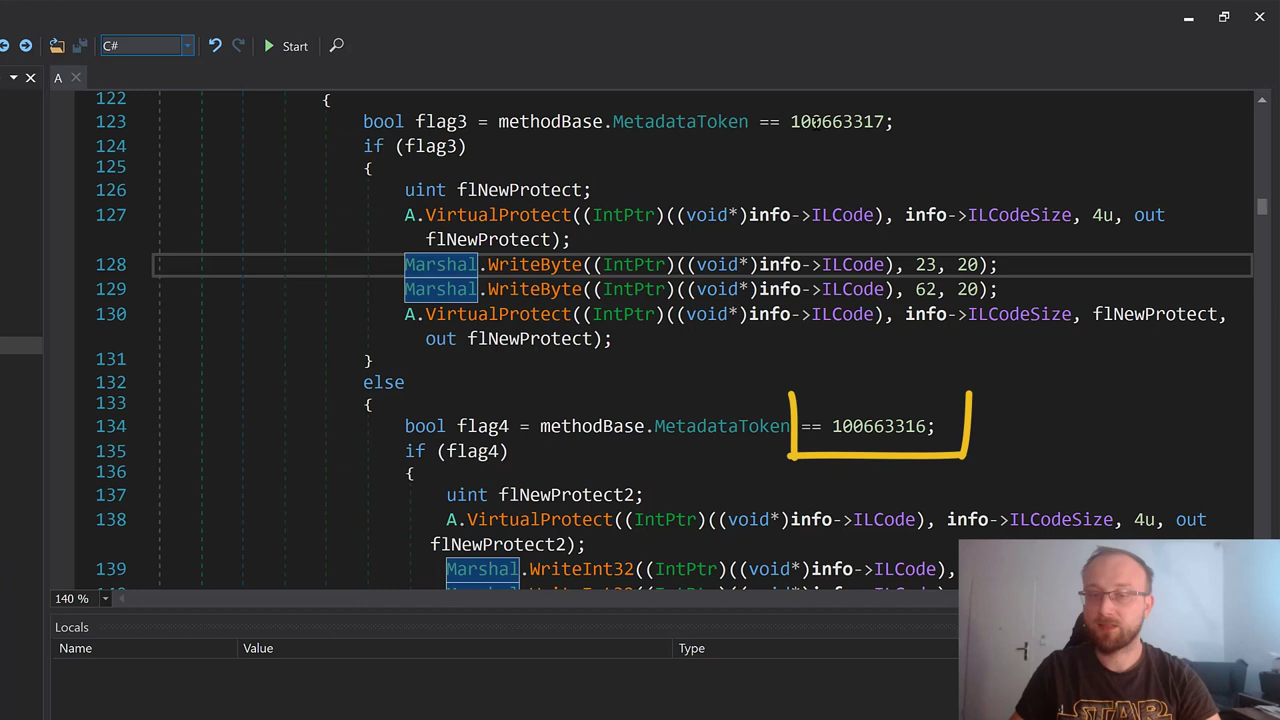 C#
Start
A
122 {
123 bool flag3 = methodBase.MetadataToken == 100663317;
124 if (flag3)
125 {
126 uint flNewProtect;
127 A.VirtualProtect((IntPtr)((void*)info->ILCode), info->ILCodeSize, 4u, out
flNewProtect);
128 Marshal.WriteByte((IntPtr)((void*)info->ILCode), 23, 20);
129 Marshal.WriteByte((IntPtr)((void*)info->ILCode), 62, 20);
130 A.VirtualProtect((IntPtr)((void*)info->ILCode), info->ILCodeSize, flNewProtect,
out flNewProtect);
131 }
132 else
133 {
134 bool flag4 = methodBase.MetadataToken == 100663316;
135 if (flag4)
136 {
137 uint flNewProtect2;
138 A.VirtualProtect((IntPtr)((void*)info->ILCode), info->ILCodeSize, 4u, out
flNewProtect2);
139 Marshal.WriteInt32((IntPtr)((void*)info->ILCode),
140 %
Locals
Name Value Type
STAR